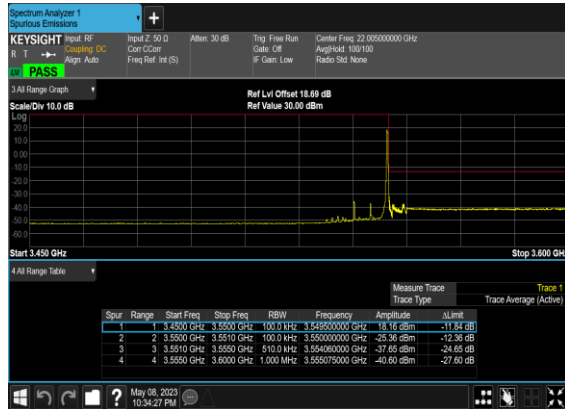 Spectrum Analyzer 1
Spurious Emissions
KEYSIGHT Input: RF Input Z: 50 Ω Atten: 30 dB Trig: Free Run Center Freq: 22.005000000 GHz
R T Coupling: DC Corr CCorr Gate: Off Avg|Hold: 100/100
Align: Auto Freq Ref: Int (S) IF Gain: Low Radio Std: None
PASS
3 All Range Graph
Ref Lvl Offset 18.69 dB
Scale/Div 10.0 dB Ref Value 30.00 dBm
Log
20.0
10.0
0.00
-10.0
-20.0
-30.0
-40.0
-50.0
-60.0
Start 3.450 GHz Stop 3.600 GH
4 All Range Table
Measure Trace Trace 1
Trace Type Trace Average (Active)
Spur Range Start Freq Stop Freq RBW Frequency Amplitude ΔLimit
1 1 3.4500 GHz 3.5500 GHz 100.0 kHz 3.549500000 GHz 18.16 dBm -11.84 dB
2 2 3.5500 GHz 3.5510 GHz 100.0 kHz 3.550000000 GHz -25.36 dBm -12.36 dB
3 3 3.5510 GHz 3.5550 GHz 510.0 kHz 3.554060000 GHz -37.65 dBm -24.65 dB
4 4 3.5550 GHz 3.6000 GHz 1.000 MHz 3.555075000 GHz -40.60 dBm -27.60 dB
May 08, 2023
10:34:27 PM